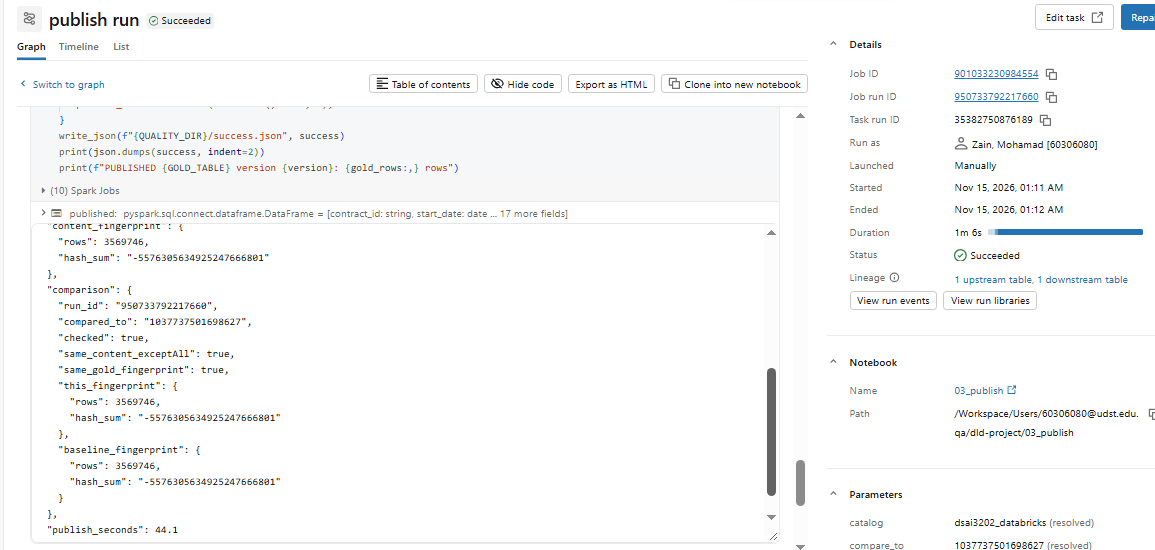 publish run Succeeded
Edit task
Repa
Graph Timeline List
Switch to graph
Table of contents
Hide code
Export as HTML
Clone into new notebook
}
write_json(f"{QUALITY_DIR}/success.json", success)
print(json.dumps(success, indent=2))
print(f"PUBLISHED {GOLD_TABLE} version {version}: {gold_rows:,} rows")
(10) Spark Jobs
published: pyspark.sql.connect.dataframe.DataFrame = [contract_id: string, start_date: date ... 17 more fields]
"content_fingerprint": {
"rows": 3569746,
"hash_sum": "-5576305634925247666801"
},
"comparison": {
"run_id": "950733792217660",
"compared_to": "1037737501698627",
"checked": true,
"same_content_exceptAll": true,
"same_gold_fingerprint": true,
"this_fingerprint": {
"rows": 3569746,
"hash_sum": "-5576305634925247666801"
},
"baseline_fingerprint": {
"rows": 3569746,
"hash_sum": "-5576305634925247666801"
}
},
"publish_seconds": 44.1
Details
Job ID 901033230984554
Job run ID 950733792217660
Task run ID 35382750876189
Run as Zain, Mohamad [60306080]
Launched Manually
Started Nov 15, 2026, 01:11 AM
Ended Nov 15, 2026, 01:12 AM
Duration 1m 6s
Status Succeeded
Lineage 1 upstream table, 1 downstream table
View run events
View run libraries
Notebook
Name 03_publish
Path /Workspace/Users/60306080@udst.edu.
qa/dld-project/03_publish
Parameters
catalog dsai3202_databricks (resolved)
compare_to 1037737501698627 (resolved)